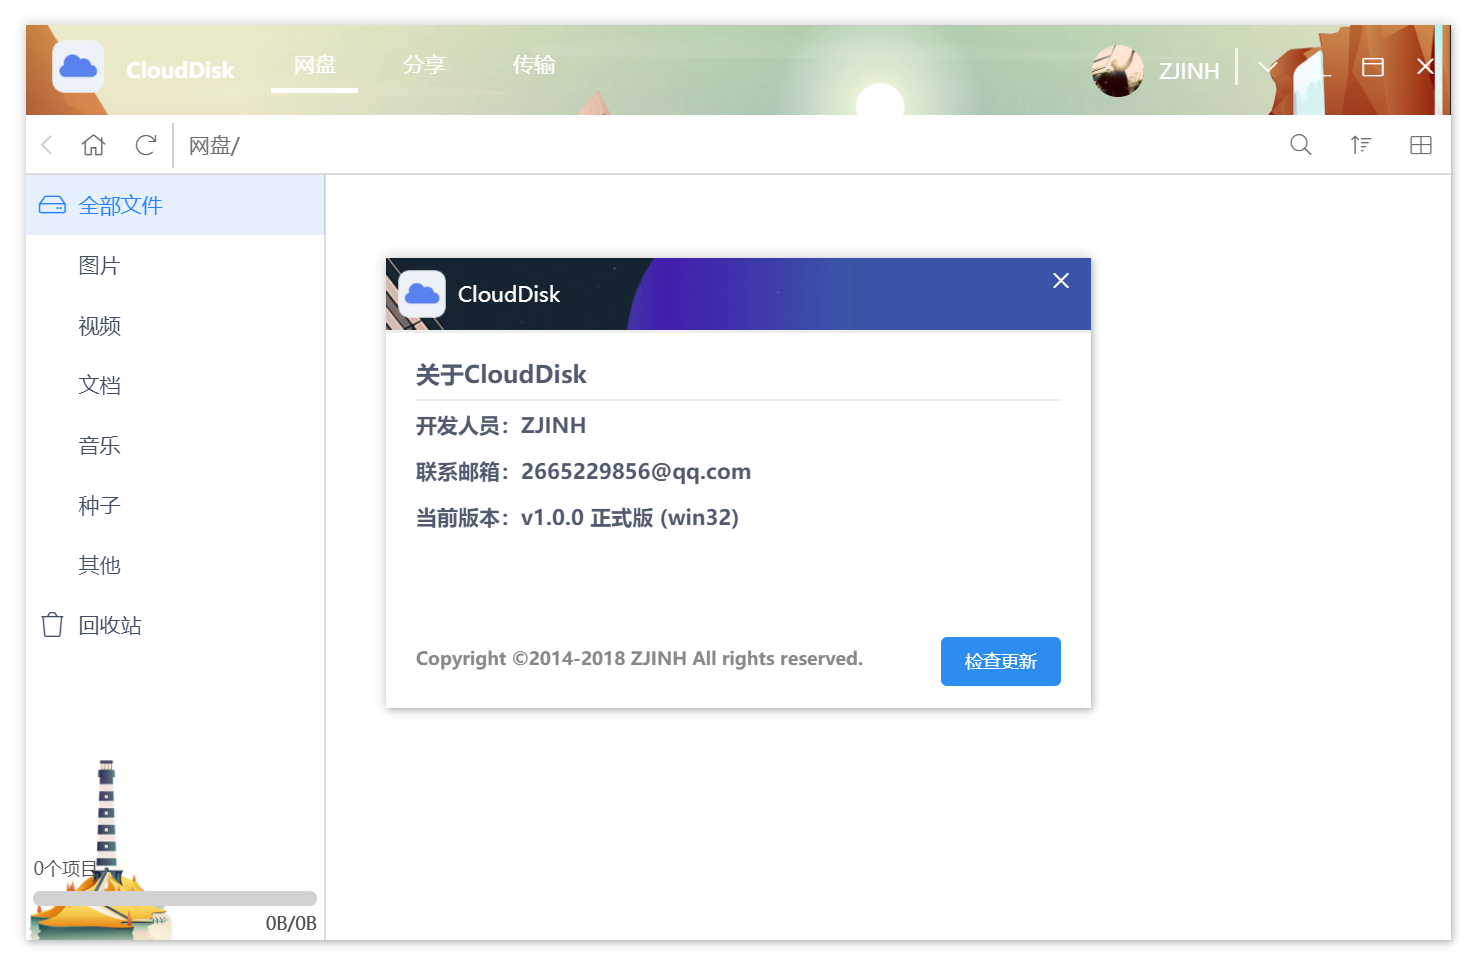 CloudDisk
网盘
分享
传输
ZJINH
网盘/
全部文件
图片
视频
文档
音乐
种子
其他
回收站
0个项目
0B/0B
CloudDisk
关于CloudDisk
开发人员：ZJINH
联系邮箱：2665229856@qq.com
当前版本：v1.0.0 正式版 (win32)
Copyright ©2014-2018 ZJINH All rights reserved.
检查更新